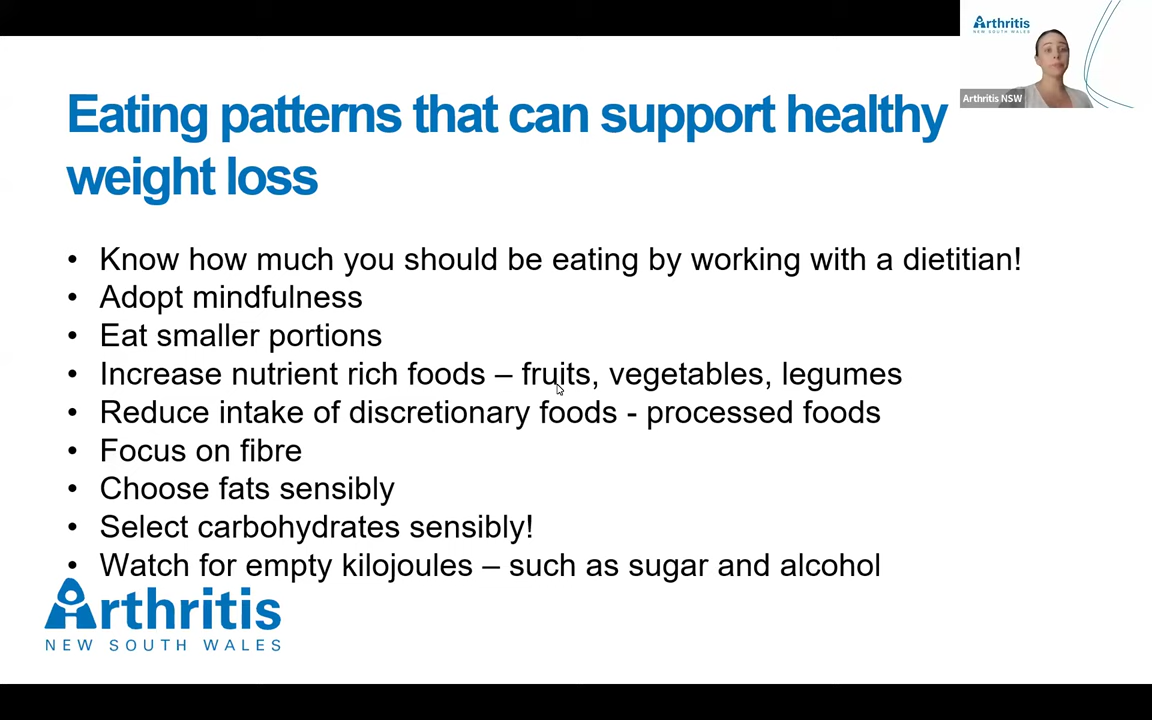 Arthritis
NEW SOUTH WALES
Arthritis NSW
Eating patterns that can support healthy
weight loss
• Know how much you should be eating by working with a dietitian!
• Adopt mindfulness
• Eat smaller portions
• Increase nutrient rich foods – fruits, vegetables, legumes
• Reduce intake of discretionary foods - processed foods
• Focus on fibre
• Choose fats sensibly
• Select carbohydrates sensibly!
• Watch for empty kilojoules – such as sugar and alcohol
Arthritis
NEW SOUTH WALES